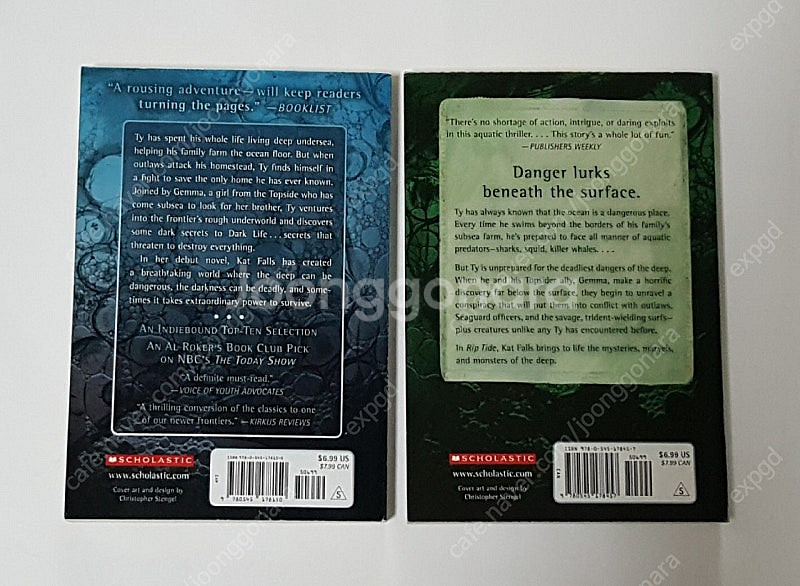 "A rousing adventure—will keep readers
turning the pages." —BOOKLIST
Ty has spent his whole life living deep undersea,
helping his family farm the ocean floor. But when
outlaws attack his homestead, Ty finds himself in
a fight to save the only home he has ever known.
Joined by Gemma, a girl from the Topside who has
come subsea to look for her brother, Ty ventures
into the frontier's rough underworld and discovers
some dark secrets to Dark Life... secrets that
threaten to destroy everything.
In her debut novel, Kat Falls has created
a breathtaking world where the deep can be
dangerous, the darkness can be deadly, and some-
times it takes extraordinary power to survive.
AN INDIEBOUND TOP-TEN SELECTION
AN AL ROKER'S BOOK CLUB PICK
ON NBC'S THE TODAY SHOW
"A definite must-read."
—VOICE OF YOUTH ADVOCATES
"A thrilling conversion of the classics to one
of our newer frontiers." —KIRKUS REVIEWS
SCHOLASTIC
www.scholastic.com
Cover art and design by
Christopher Stengel
$6.99 US
$7.99 CAN
50699
S
"There's no shortage of action, intrigue, or daring exploits
in this aquatic thriller. . . . This story's a whole lot of fun."
—PUBLISHERS WEEKLY
Danger lurks
beneath the surface.
Ty has always known that the ocean is a dangerous place.
Every time he swims beyond the borders of his family's
subsea farm, he's prepared to face all manner of aquatic
predators–sharks, squid, killer whales. . . .
But Ty is unprepared for the deadliest dangers of the deep.
When he and his Topside ally, Gemma, make a horrific
discovery far below the surface, they begin to unravel a
conspiracy that will put them into conflict with outlaws,
Seaguard officers, and the savage, trident-wielding surfs–
plus creatures unlike any Ty has encountered before.
In Rip Tide, Kat Falls brings to life the mysteries, marvels,
and monsters of the deep.
SCHOLASTIC
www.scholastic.com
Cover art and design by
Christopher Stengel
ISBN 978-0-545-17843-7
$6.99 US
$7.99 CAN
50699
S
joonggonara
cafe.naver.com/joonggonara
expgd